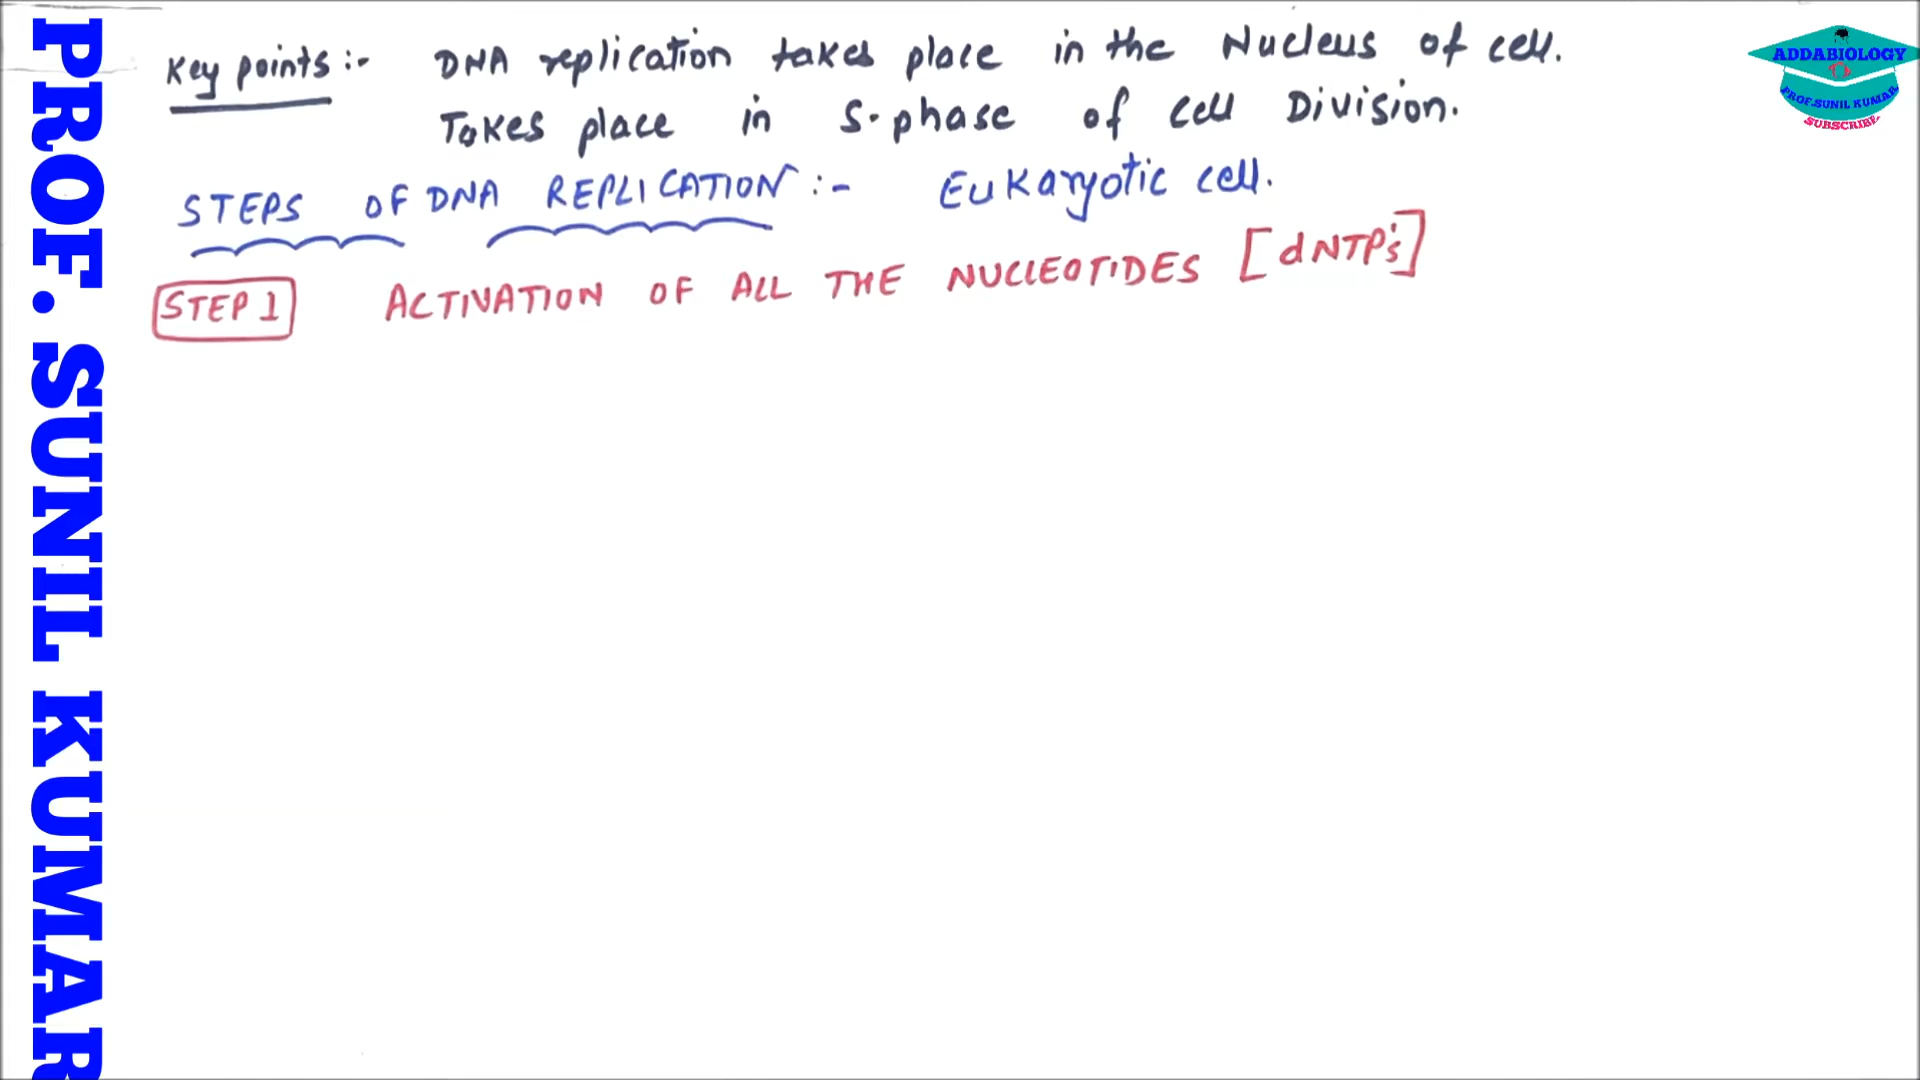 Key points :- DNA replication takes place in the Nucleus of cell.
Takes place in S-phase of cell Division.
STEPS OF DNA REPLICATION :- Eukaryotic cell.
STEP 1 ACTIVATION OF ALL THE NUCLEOTIDES [dNTP's]
PROF. SUNIL KUMAR
ADDABIOLOGY
PROF.SUNIL KUMAR
SUBSCRIBE